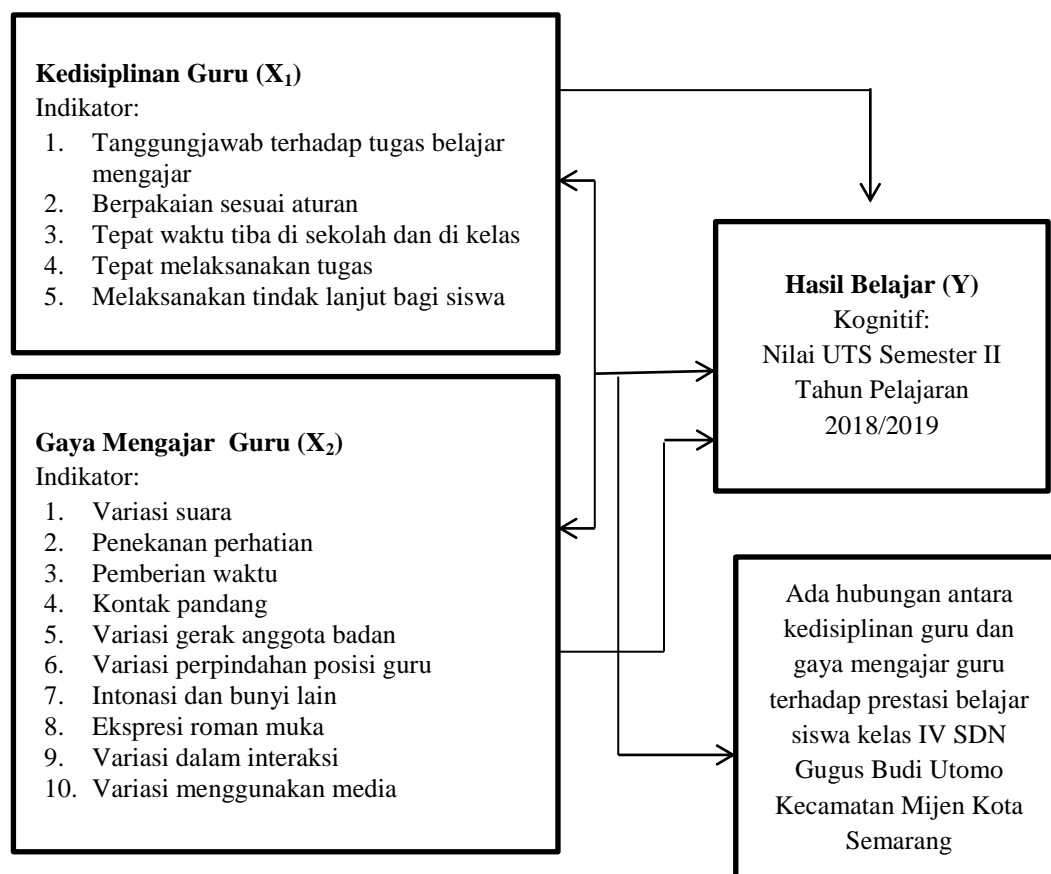 Kedisiplinan Guru (X1)
Indikator:
1. Tanggungjawab terhadap tugas belajar
mengajar
2. Berpakaian sesuai aturan
3. Tepat waktu tiba di sekolah dan di kelas
4. Tepat melaksanakan tugas
5. Melaksanakan tindak lanjut bagi siswa
Gaya Mengajar Guru (X2)
Indikator:
1. Variasi suara
2. Penekanan perhatian
3. Pemberian waktu
4. Kontak pandang
5. Variasi gerak anggota badan
6. Variasi perpindahan posisi guru
7. Intonasi dan bunyi lain
8. Ekspresi roman muka
9. Variasi dalam interaksi
10. Variasi menggunakan media
Hasil Belajar (Y)
Kognitif:
Nilai UTS Semester II
Tahun Pelajaran
2018/2019
Ada hubungan antara
kedisiplinan guru dan
gaya mengajar guru
terhadap prestasi belajar
siswa kelas IV SDN
Gugus Budi Utomo
Kecamatan Mijen Kota
Semarang